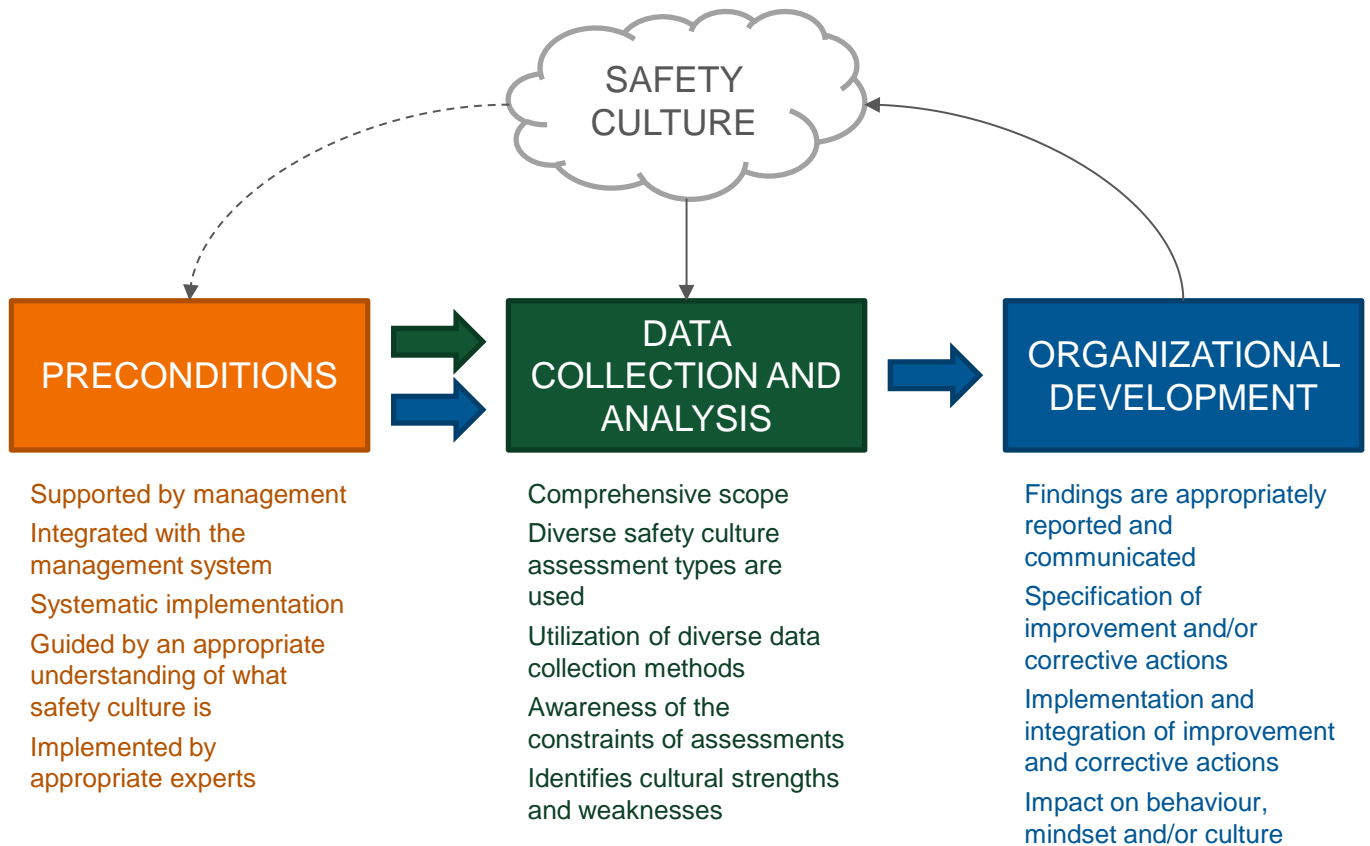 SAFETY
CULTURE
PRECONDITIONS
DATA
COLLECTION AND
ANALYSIS
ORGANIZATIONAL
DEVELOPMENT
Supported by management
Integrated with the
management system
Systematic implementation
Guided by an appropriate
understanding of what
safety culture is
Implemented by
appropriate experts
Comprehensive scope
Diverse safety culture
assessment types are
used
Utilization of diverse data
collection methods
Awareness of the
constraints of assessments
Identifies cultural strengths
and weaknesses
Findings are appropriately
reported and
communicated
Specification of
improvement and/or
corrective actions
Implementation and
integration of improvement
and corrective actions
Impact on behaviour,
mindset and/or culture